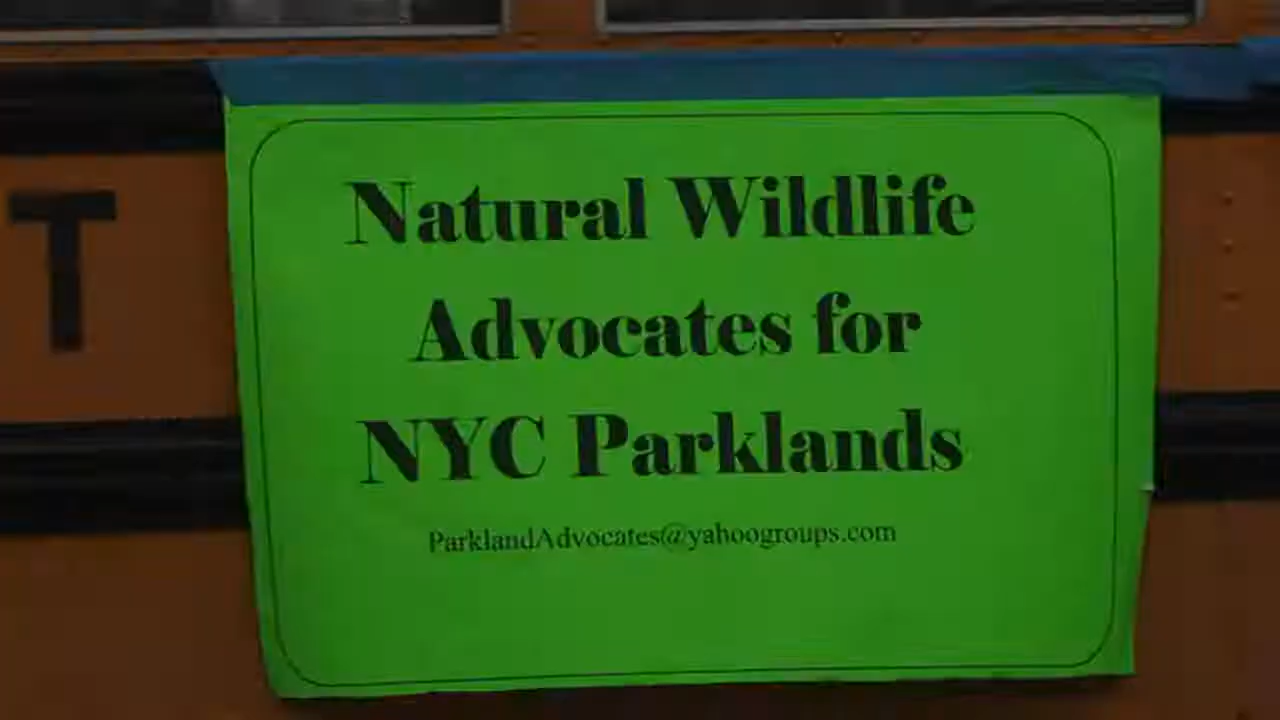 T
Natural Wildlife
Advocates for
NYC Parklands
ParklandAdvocates@yahoogroups.com